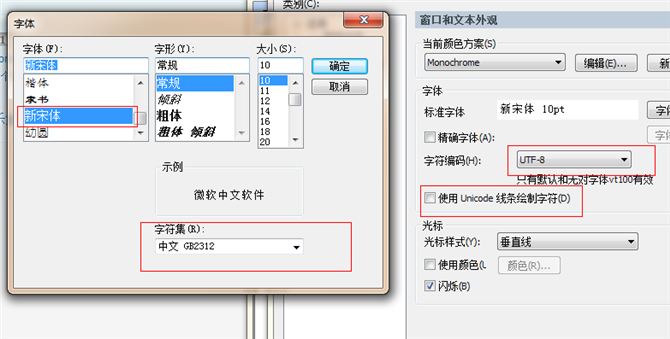 字体
字体(F):
新宋体
楷体
隶书
新宋体
幼圆
字形(Y):
常规
常规
倾斜
粗体
粗体 倾斜
大小(S):
10
10
11
12
14
16
18
20
确定
取消
示例
微软中文软件
字符集(R):
中文 GB2312
类别(C):
窗口和文本外观
当前颜色方案(S)
Monochrome
编辑(E)...
新
字体
标准字体
新宋体 10pt
字体
精确字体(A):
字体
字符编码(H):
UTF-8
只有默认和无对字体vt100有效
使用 Unicode 线条绘制字符(D)
光标
光标样式(Y):
垂直线
使用颜色(L
颜色(R)...
闪烁(B)